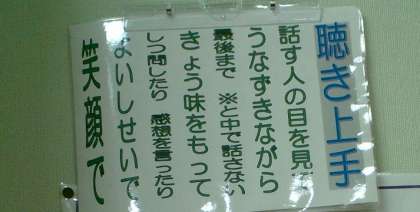 聴き上手
話す人の目を見
うなずきながら
最後まで ※と中で話さない
きょう味をもって
しつ問したり 感想を言ったり
よいしせいで
笑顔で